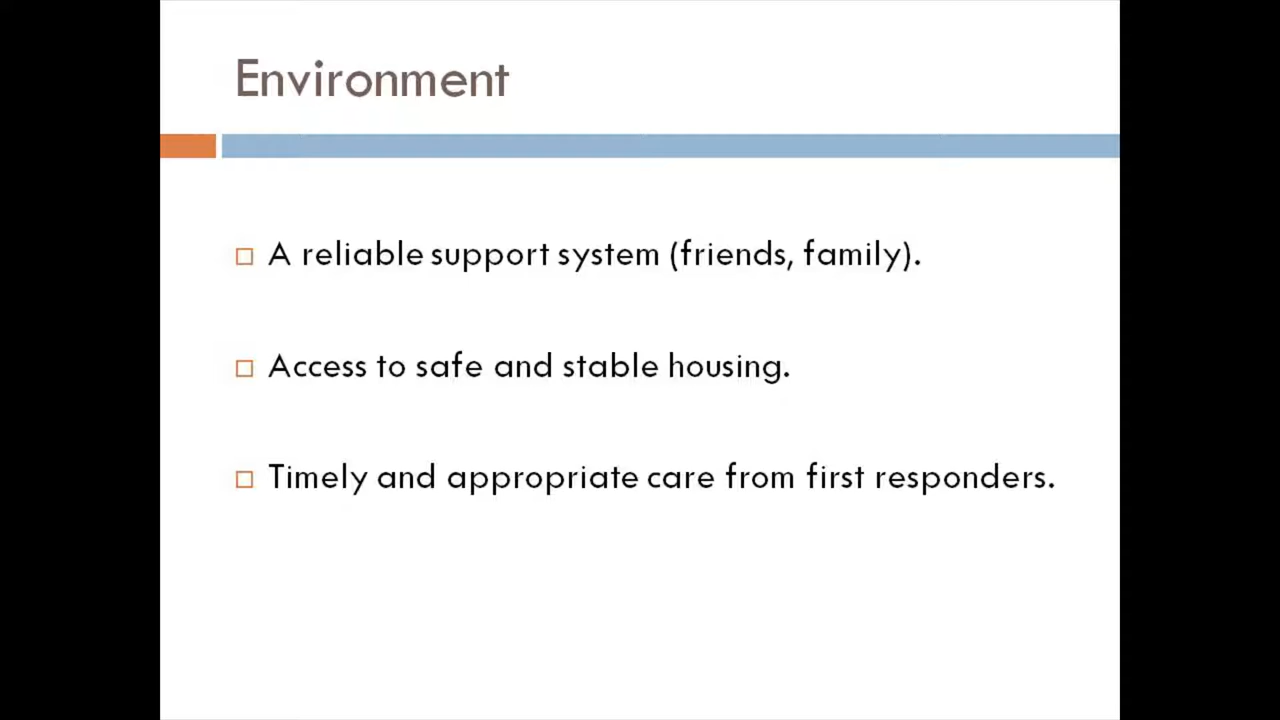 Environment
A reliable support system (friends, family).
Access to safe and stable housing.
Timely and appropriate care from first responders.